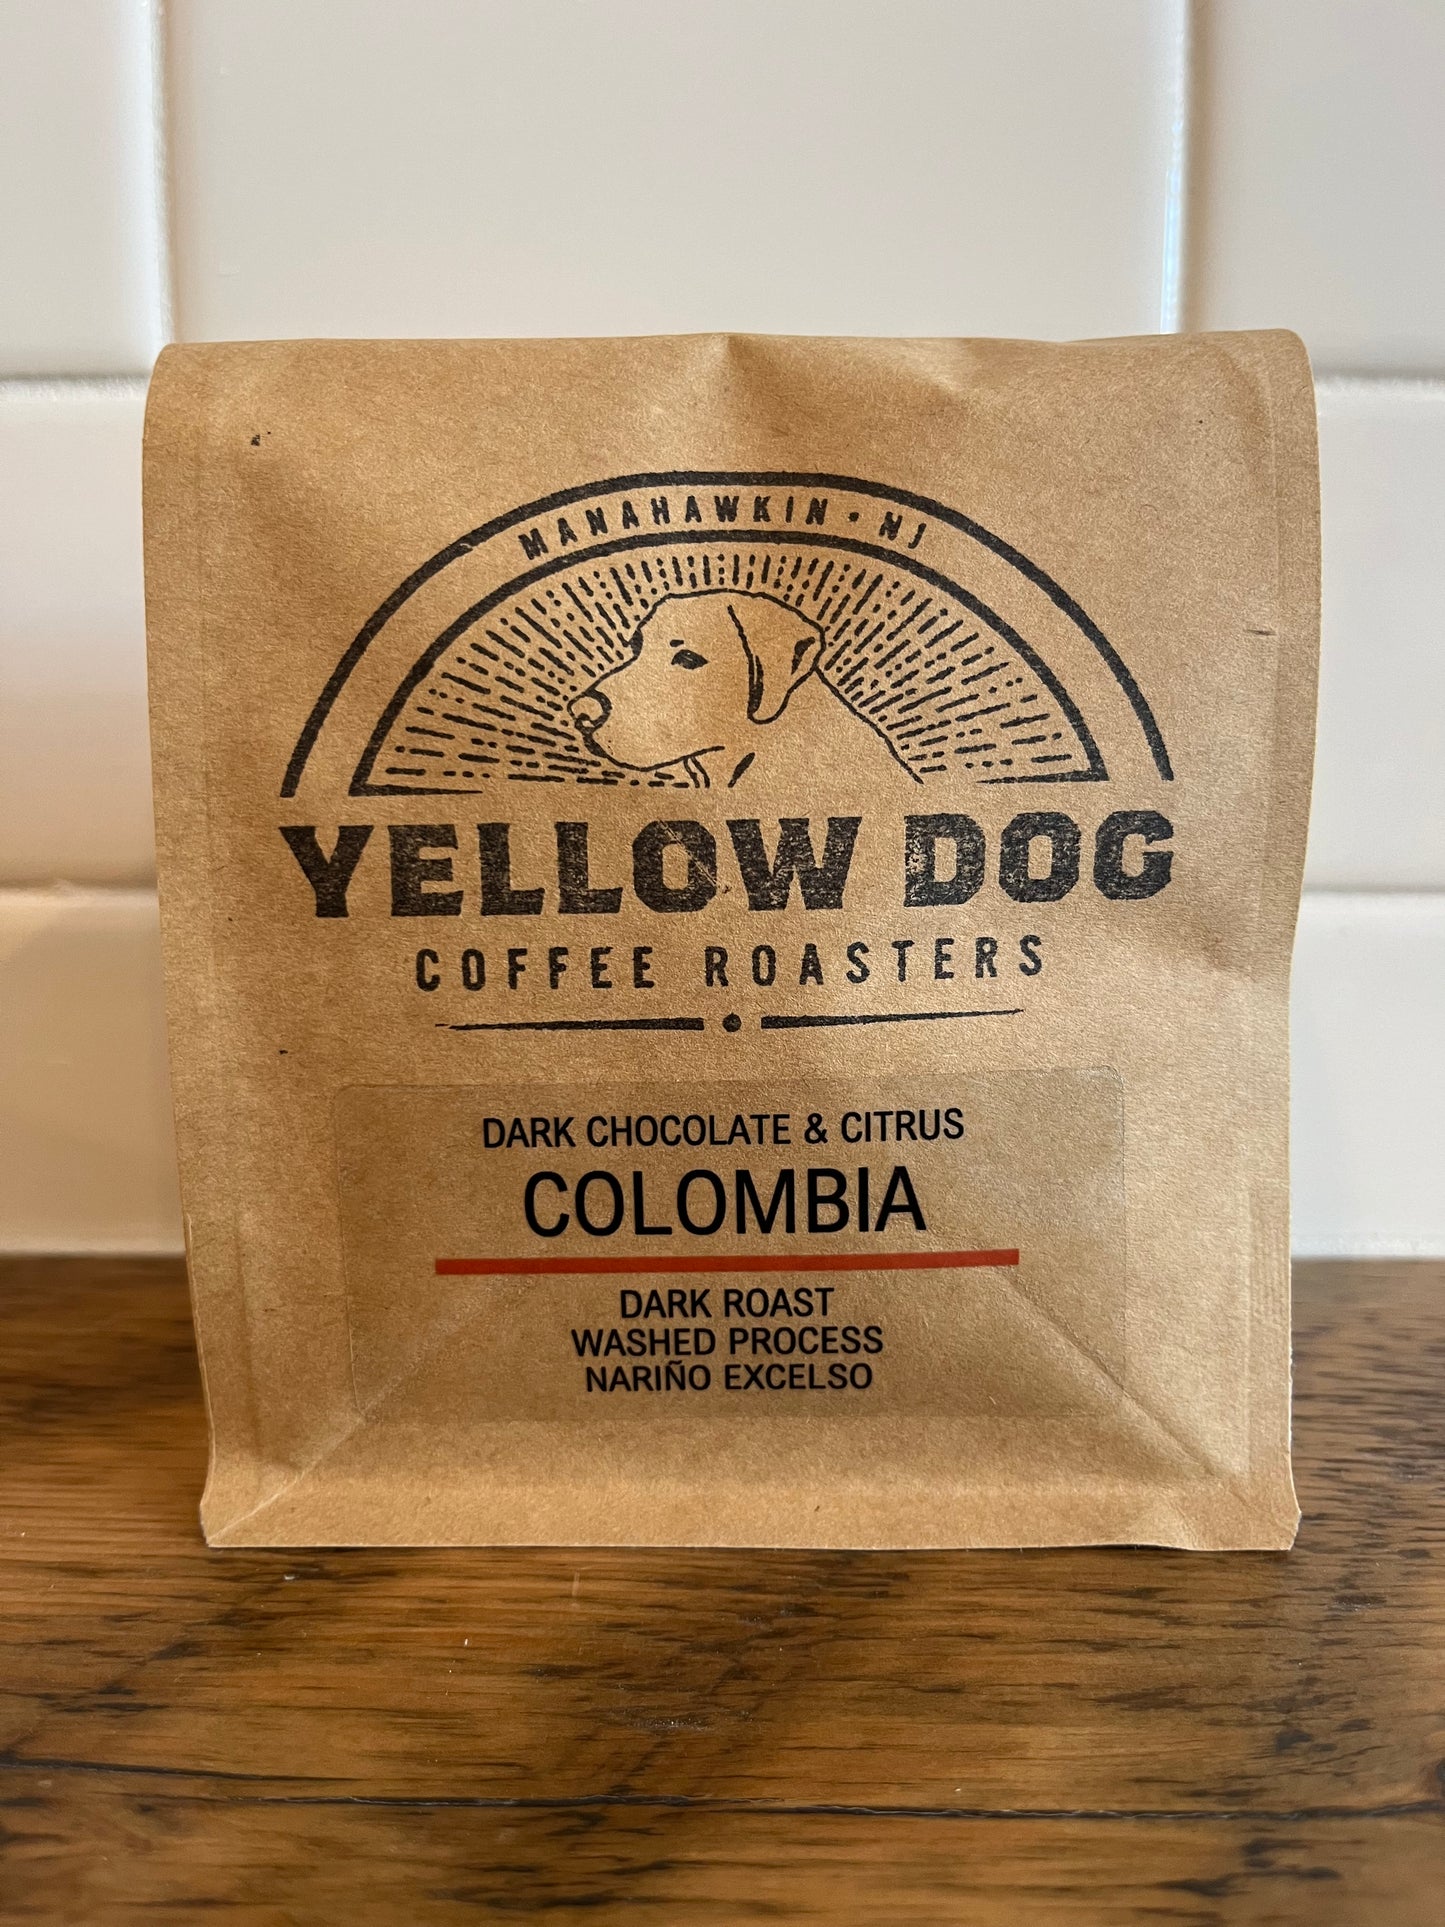 MANAHAWKIN • NJ
YELLOW DOG
COFFEE ROASTERS
DARK CHOCOLATE & CITRUS
COLOMBIA
DARK ROAST
WASHED PROCESS
NARIÑO EXCELSO